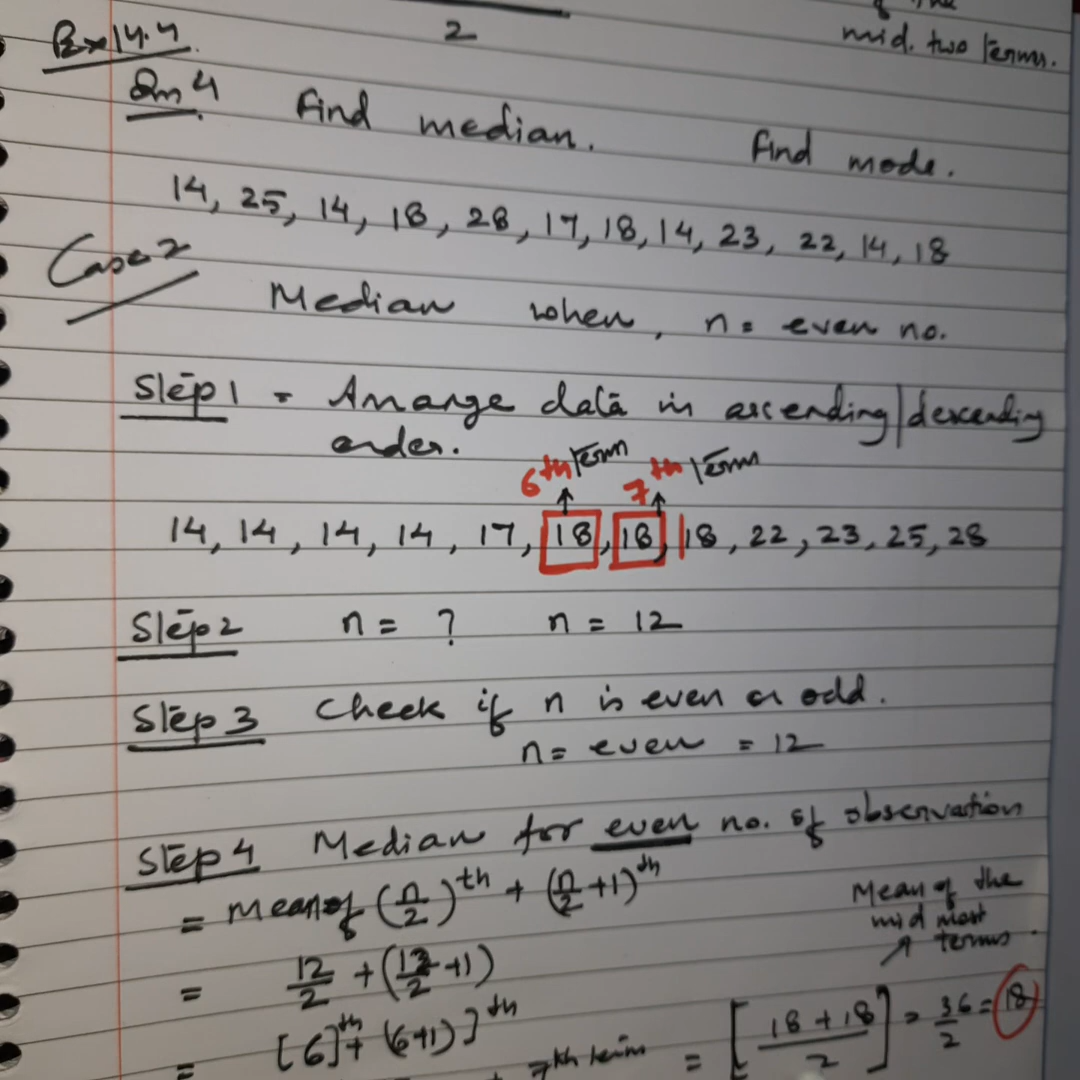 2
of the
mid. two terms.
Ex 14.4
Qn 4 Find median. Find mode.
14, 25, 14, 18, 28, 17, 18, 14, 23, 22, 14, 18
Case 2
Median when, n = even no.
Step 1 = Arrange data in ascending/descending
order.
6th term 7th term
14, 14, 14, 14, 17, 18, 18, 18, 22, 23, 25, 28
Step 2 n = ? n = 12
Step 3 Check if n is even or odd.
n = even = 12
Step 4 Median for even no. of observation
= Mean of (n/2)th + (n/2 + 1)th
Mean of the
mid most
terms.
= 12/2 + (12/2 + 1)
= [6]th + (6+1)]th
= + 7th term = [18 + 18 / 2] = 36/2 = 18